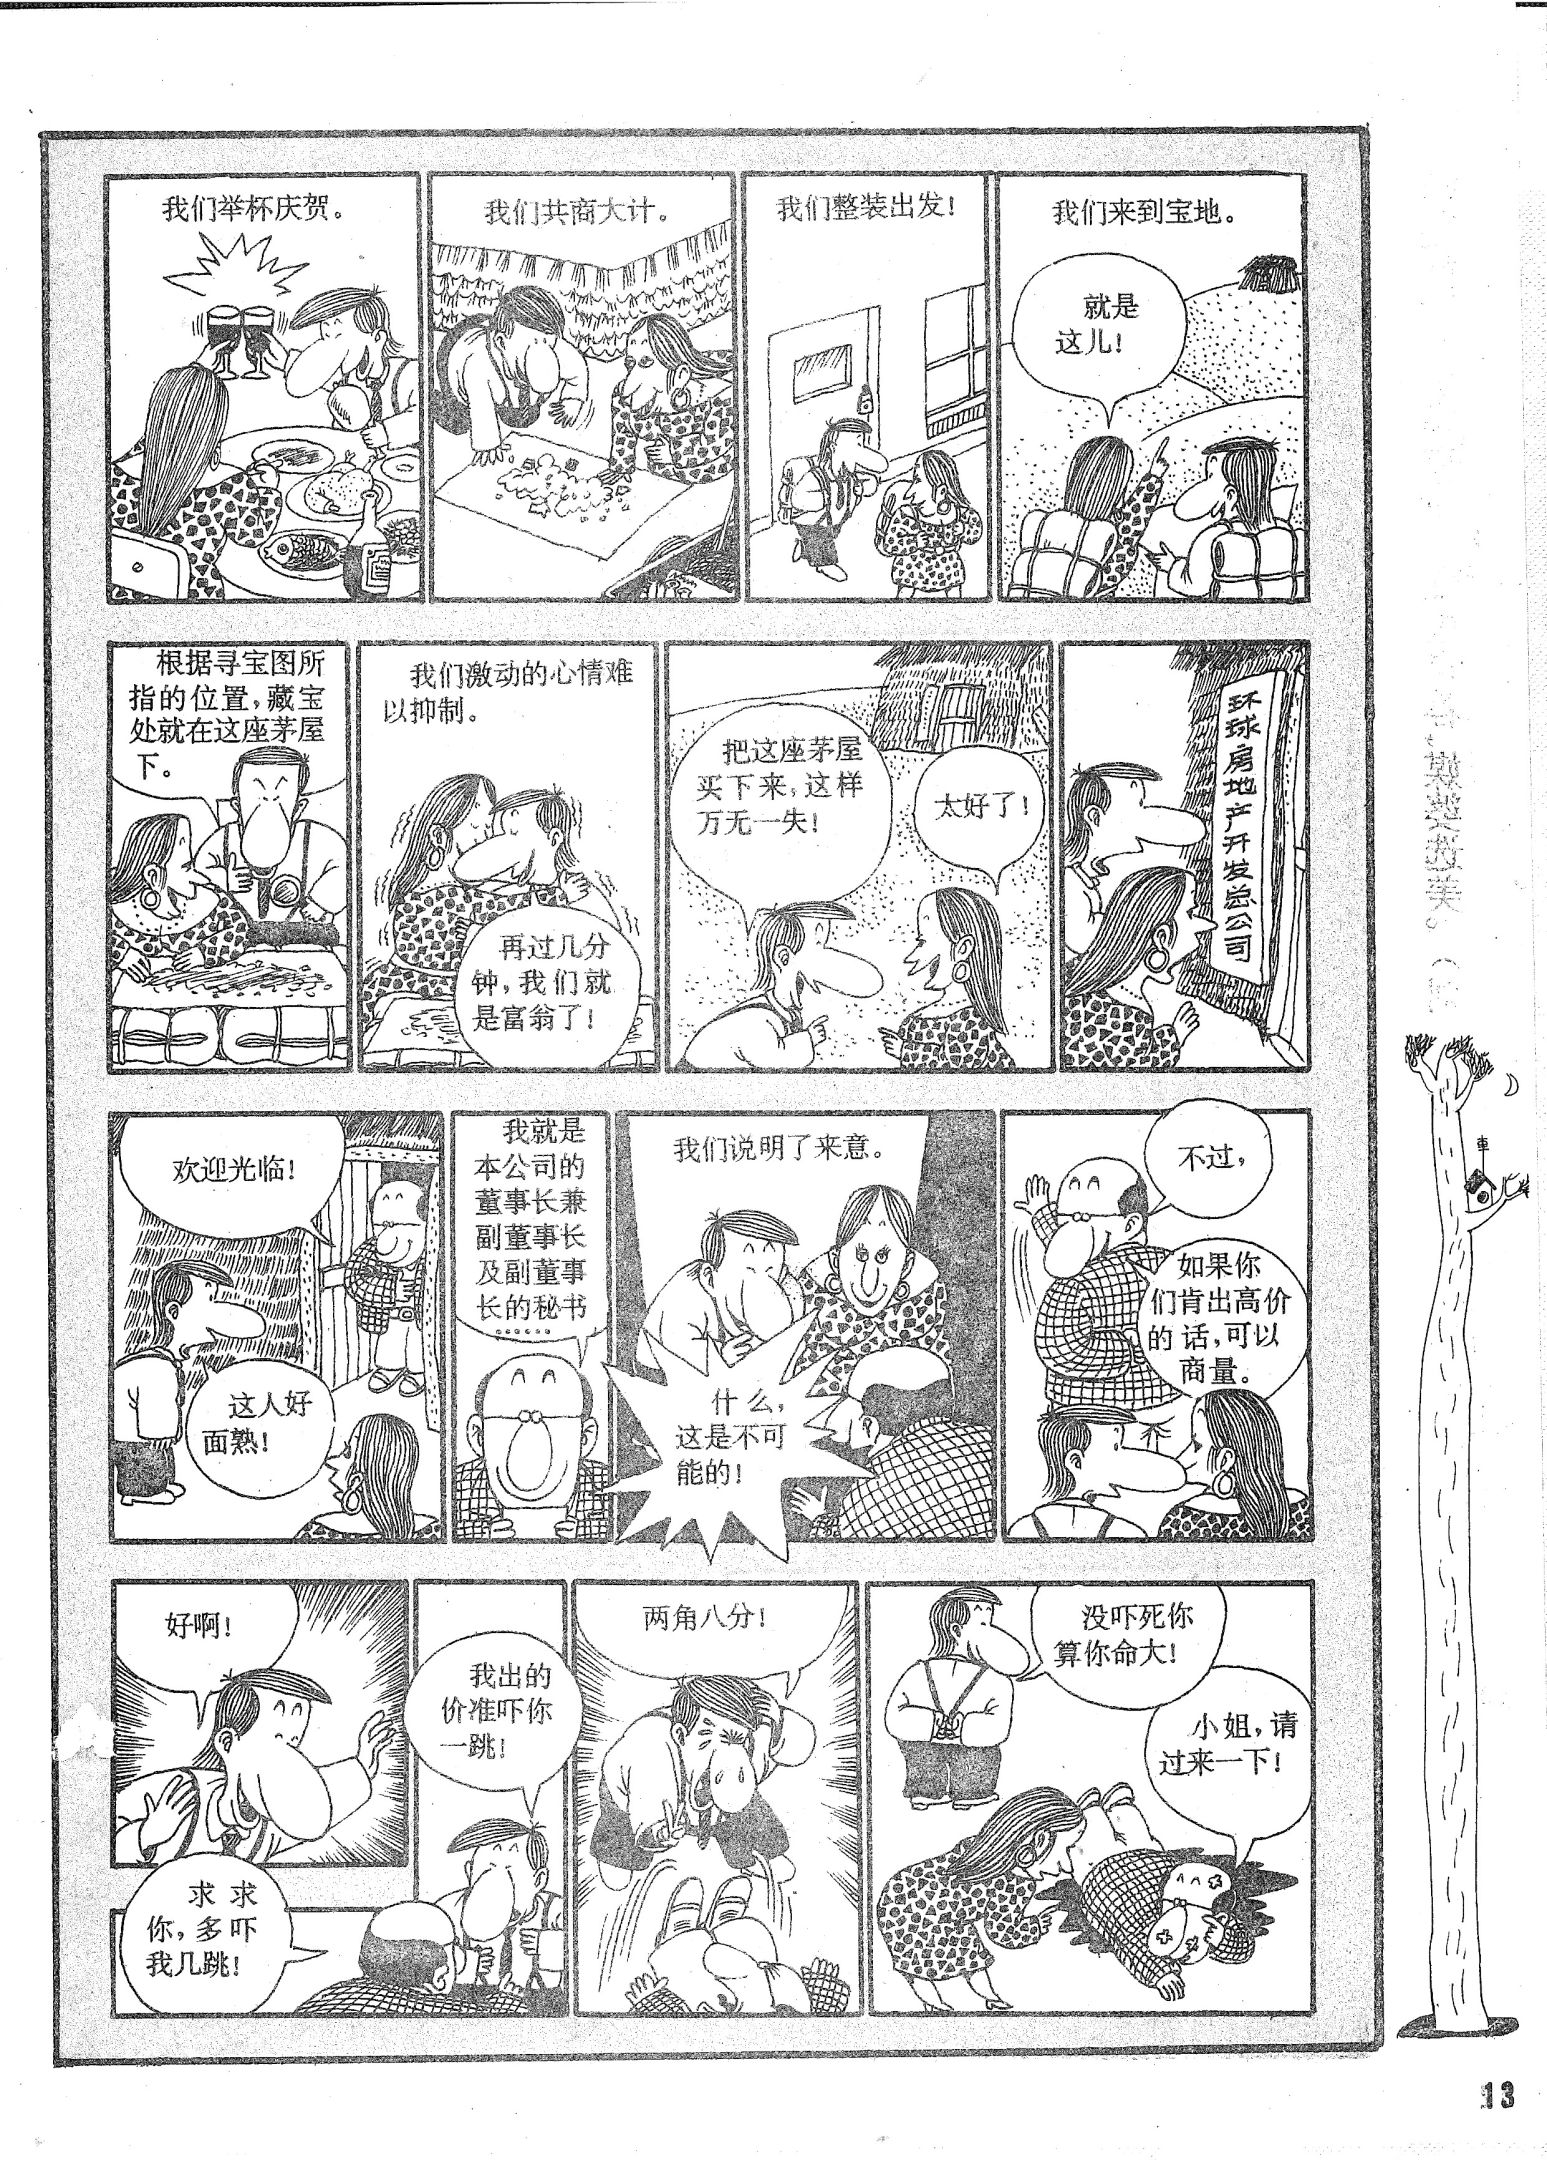 我们举杯庆贺。
我们共商大计。
我们整装出发!
我们来到宝地。
就是
这儿!
根据寻宝图所
指的位置,藏宝
处就在这座茅屋
下。
我们激动的心情难
以抑制。
再过几分
钟,我们就
是富翁了!
把这座茅屋
买下来,这样
万无一失!
太好了!
环球房地产开发总公司
欢迎光临!
这人好
面熟!
我就是
本公司的
董事长兼
副董事长
及副董事
长的秘书
……
我们说明了来意。
什么,
这是不可
能的!
不过,
如果你
们肯出高价
的话,可以
商量。
好啊!
我出的
价准吓你
一跳!
求求
你,多吓
我几跳!
两角八分!
没吓死你
算你命大!
小姐,请
过来一下!
13